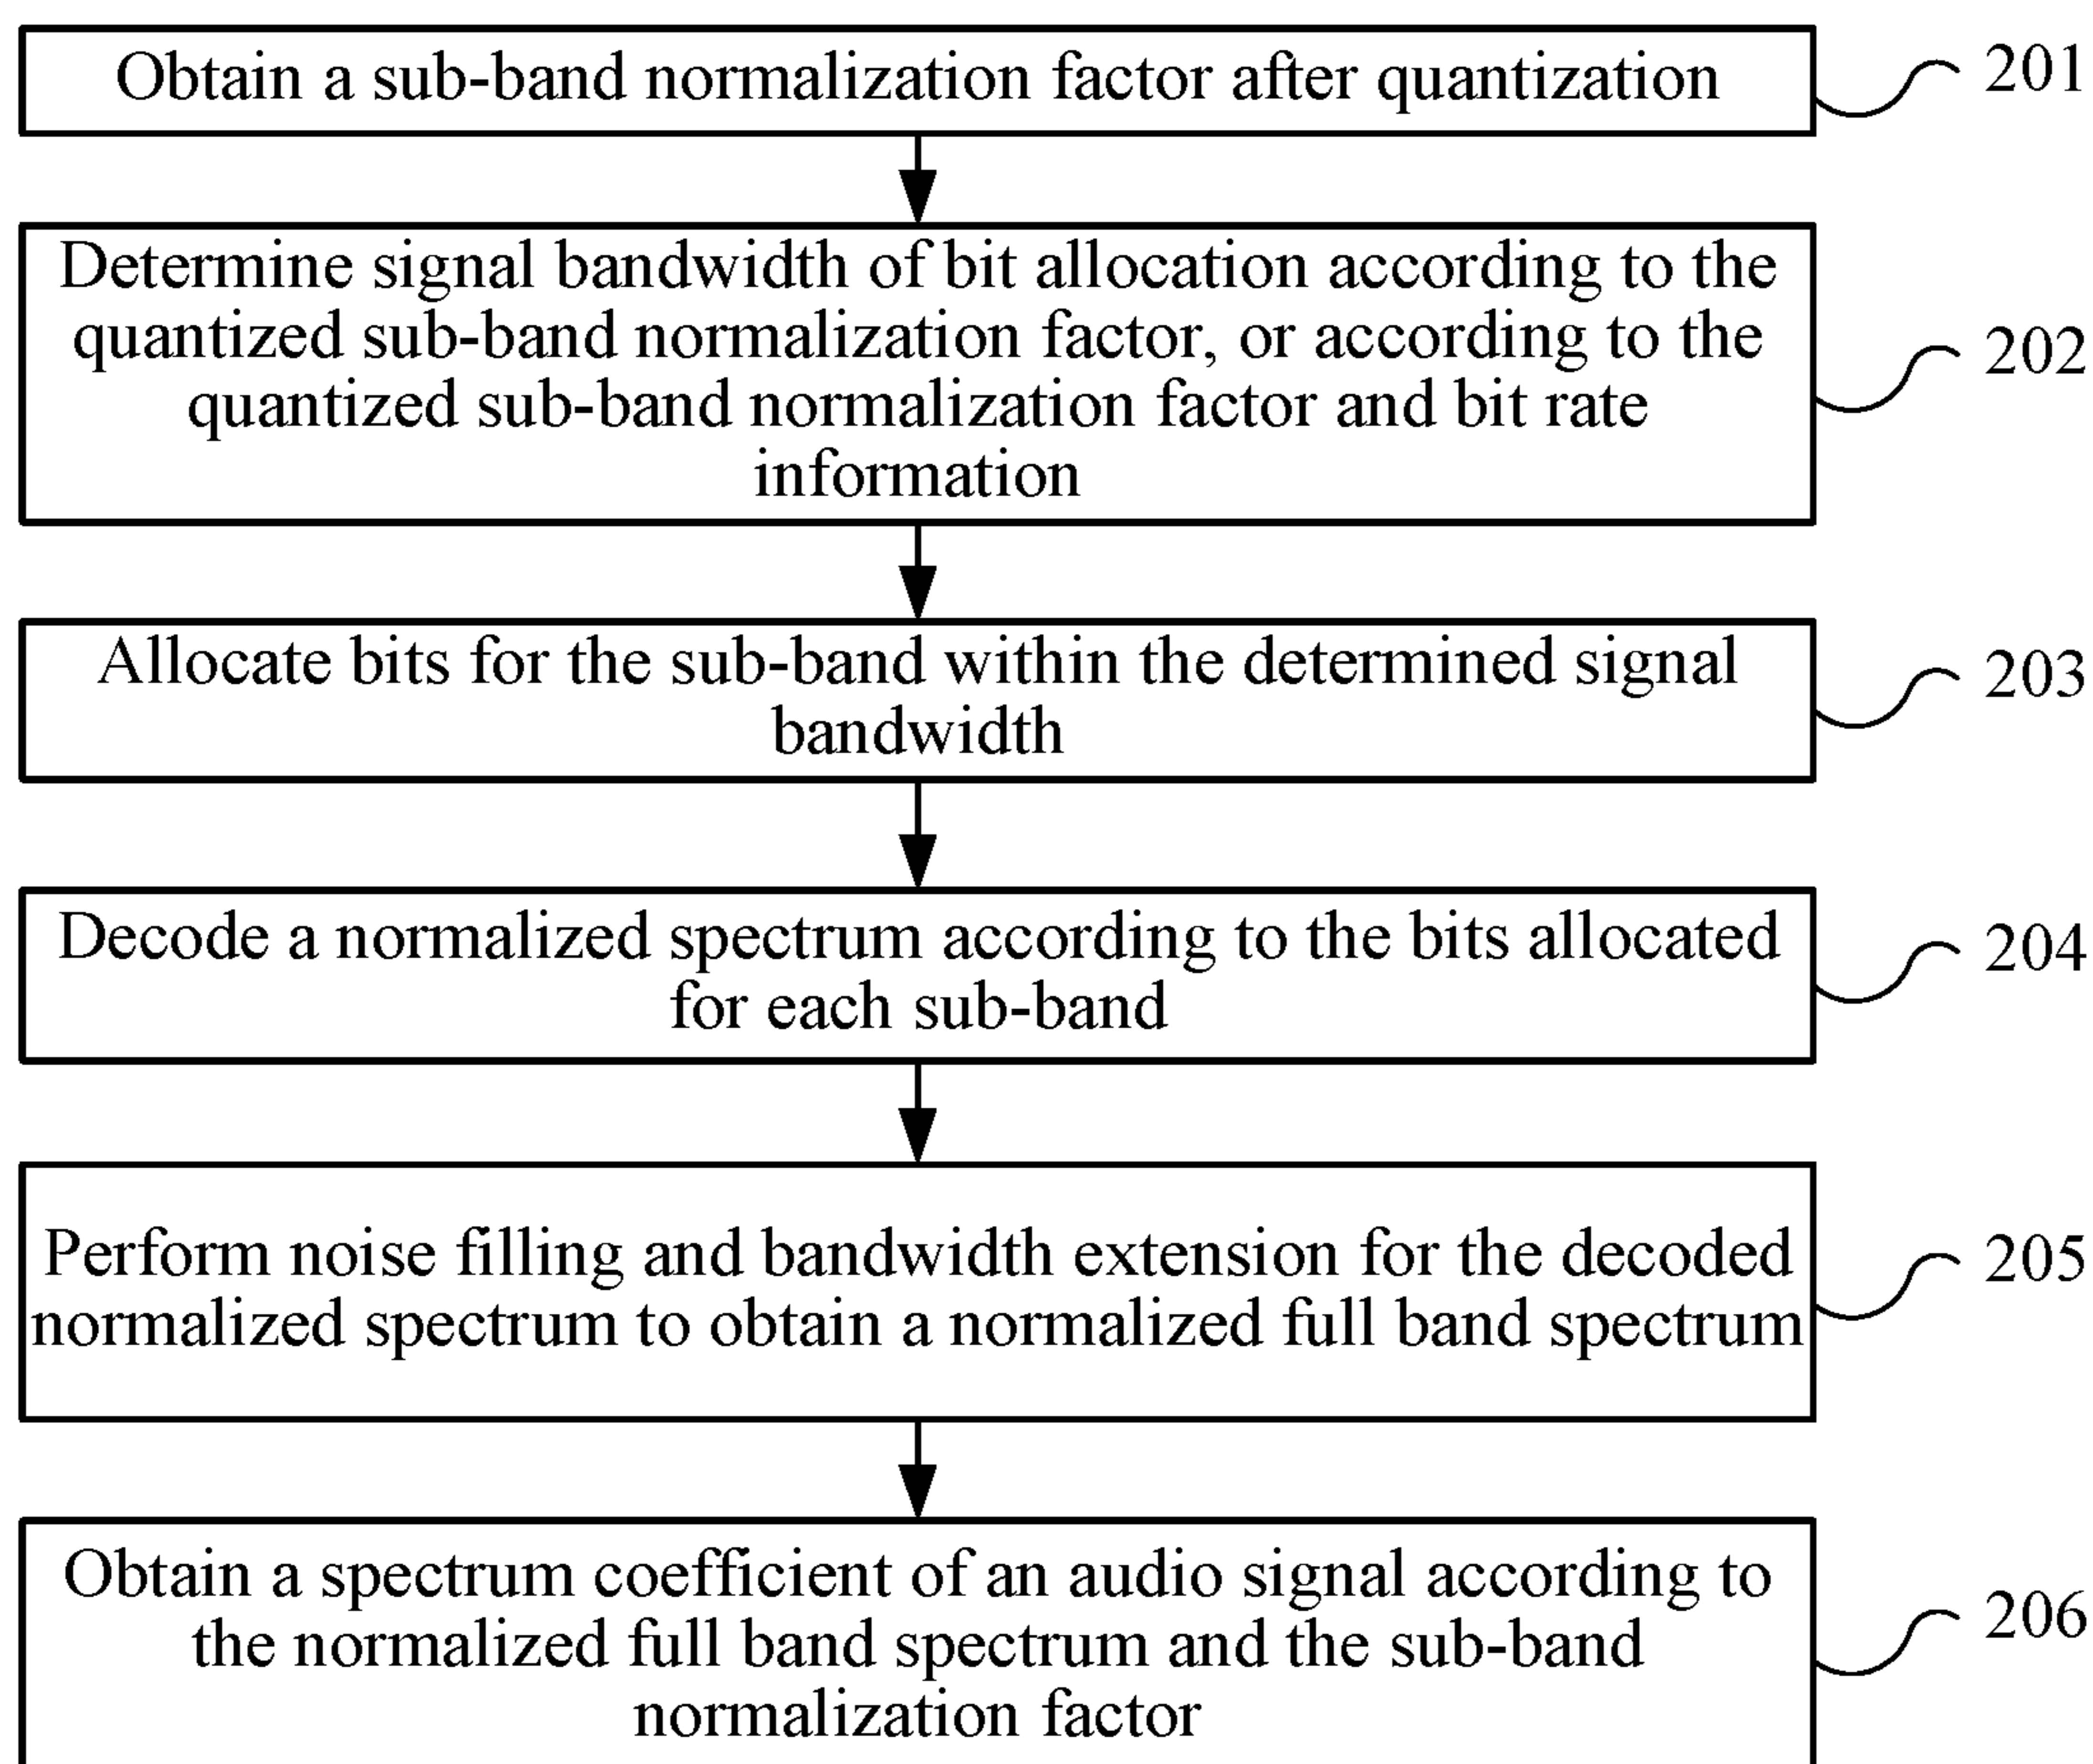 Obtain a sub-band normalization factor after quantization
201
Determine signal bandwidth of bit allocation according to the
quantized sub-band normalization factor, or according to the
quantized sub-band normalization factor and bit rate
information
202
Allocate bits for the sub-band within the determined signal
bandwidth
203
Decode a normalized spectrum according to the bits allocated
for each sub-band
204
Perform noise filling and bandwidth extension for the decoded
normalized spectrum to obtain a normalized full band spectrum
205
Obtain a spectrum coefficient of an audio signal according to
the normalized full band spectrum and the sub-band
normalization factor
206